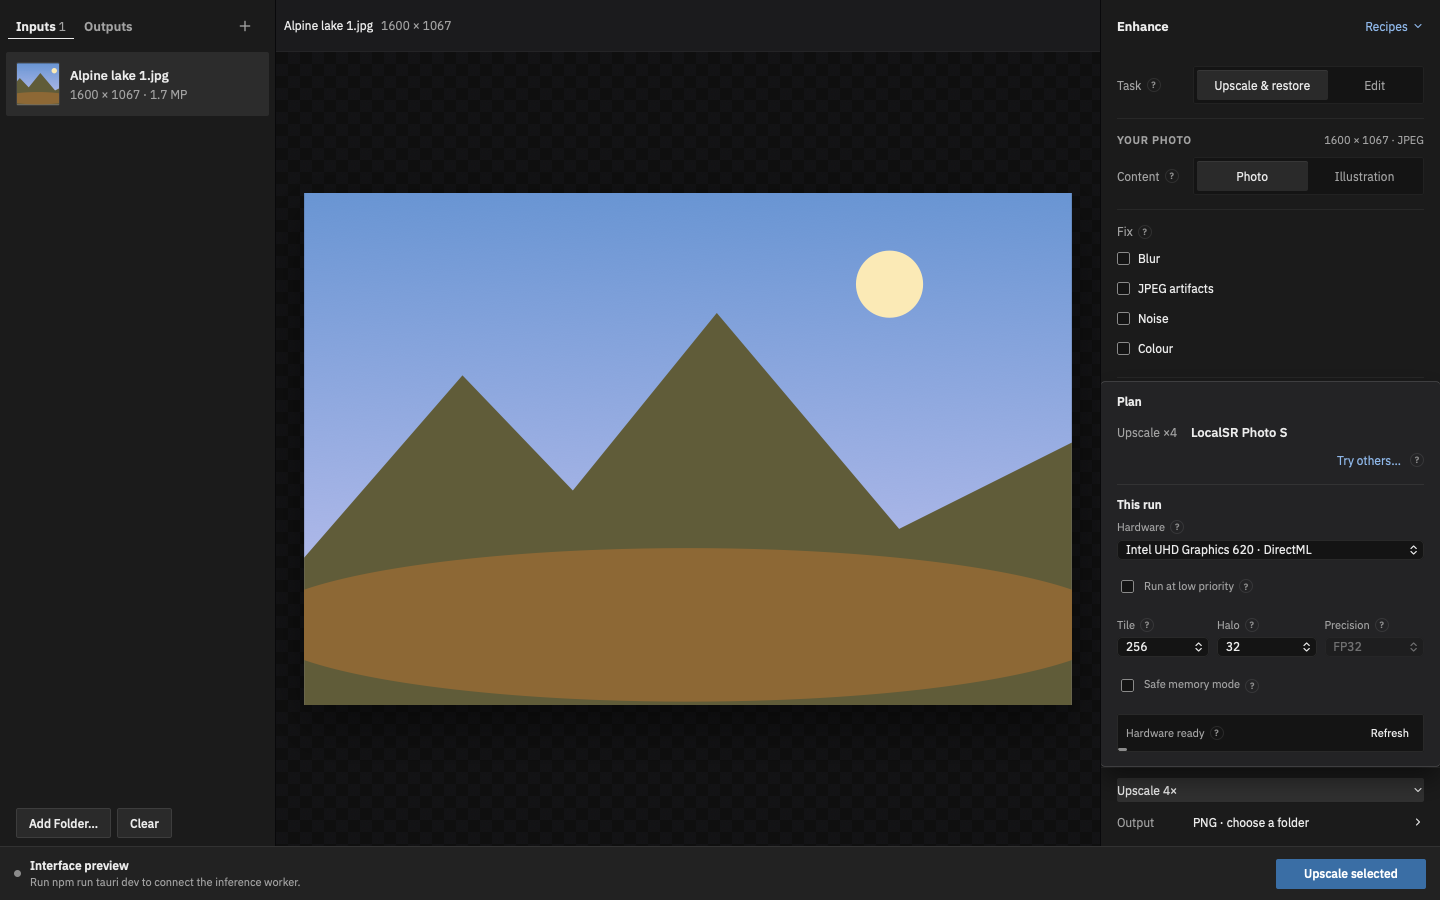 Inputs 1
Outputs
Alpine lake 1.jpg
1600 × 1067 · 1.7 MP
Add Folder...
Clear
Alpine lake 1.jpg 1600 × 1067
Enhance
Recipes
Task ?
Upscale & restore
Edit
YOUR PHOTO
1600 × 1067 · JPEG
Content ?
Photo
Illustration
Fix ?
Blur
JPEG artifacts
Noise
Colour
Plan
Upscale ×4 LocalSR Photo S
Try others... ?
This run
Hardware ?
Intel UHD Graphics 620 · DirectML
Run at low priority ?
Tile ?
Halo ?
Precision ?
256
32
FP32
Safe memory mode ?
Hardware ready ?
Refresh
Upscale 4×
Output
PNG · choose a folder
Interface preview
Run npm run tauri dev to connect the inference worker.
Upscale selected